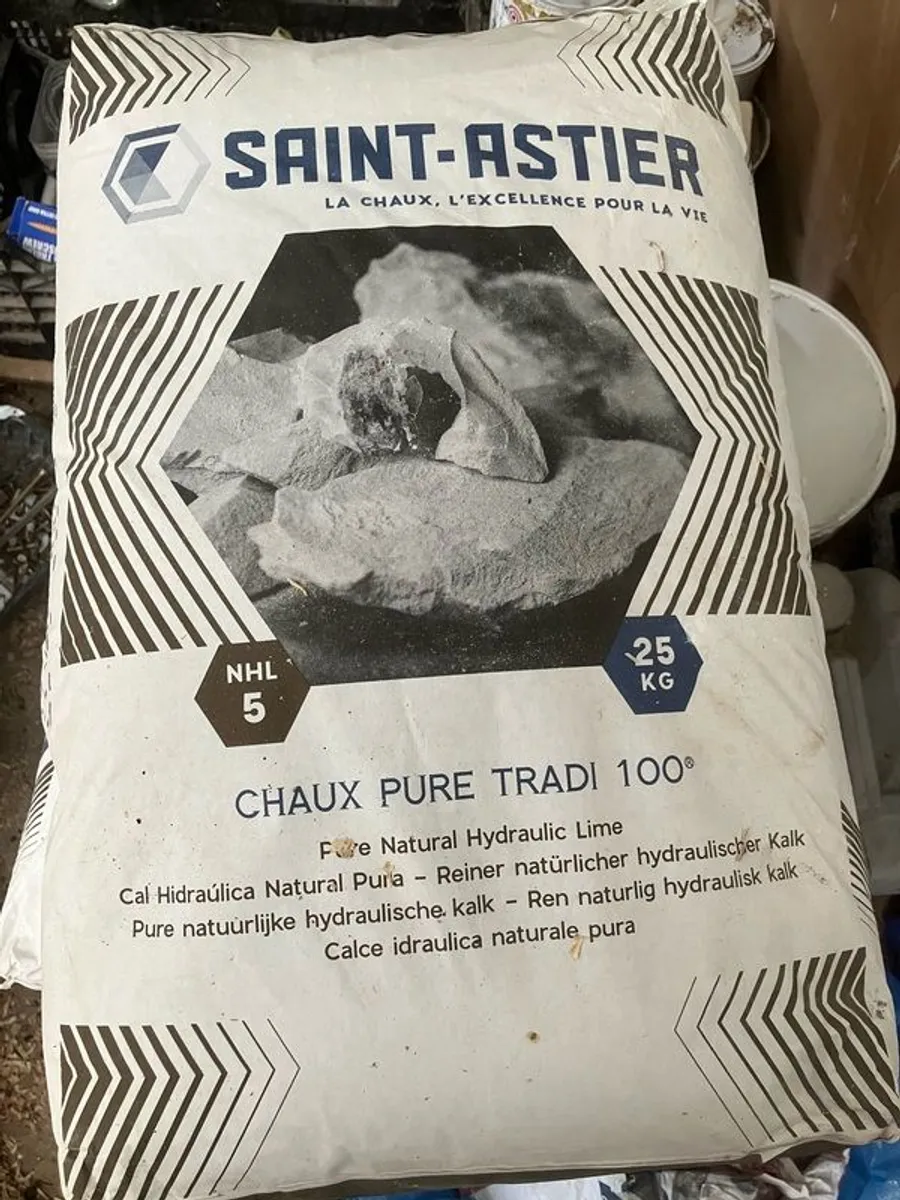 SAINT-ASTIER
LA CHAUX, L'EXCELLENCE POUR LA VIE
NHL
5
25
KG
CHAUX PURE TRADI 100®
Natural Hydraulic Lime
Cal Hidraúlica Natural Pura – Reiner natürlicher hydraulischer Kalk
Pure natuurlijke hydraulische kalk – Ren naturlig hydraulisk kalk
Calce idraulica naturale pura